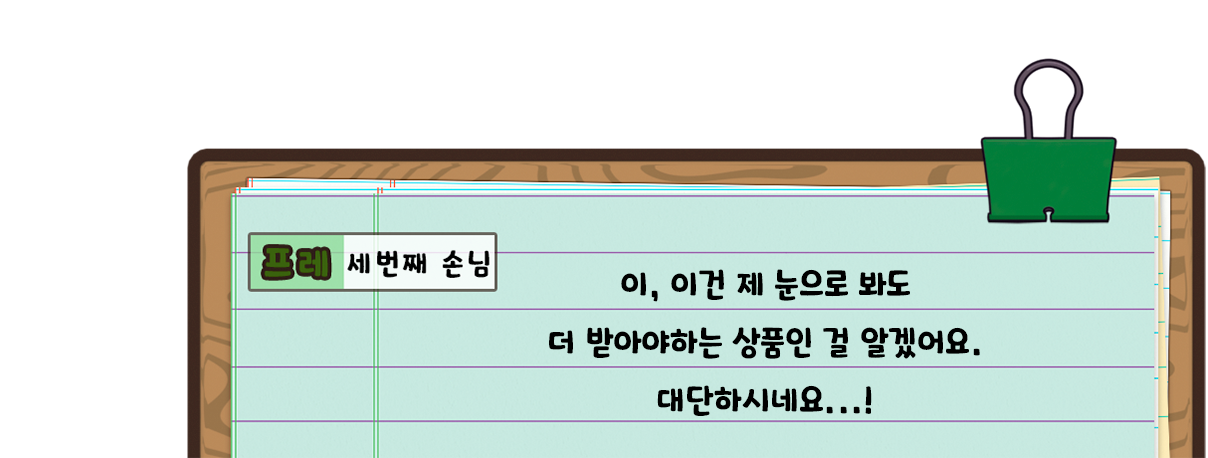 프레 세번째 손님
이, 이건 제 눈으로 봐도
더 받아야하는 상품인 걸 알겠어요.
대단하시네요...!